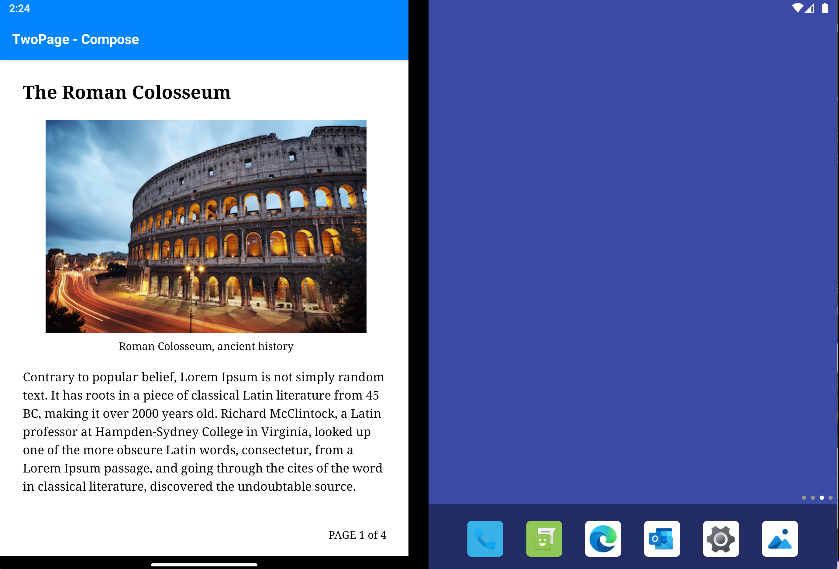 2:24
TwoPage - Compose
The Roman Colosseum
Roman Colosseum, ancient history
Contrary to popular belief, Lorem Ipsum is not simply random
text. It has roots in a piece of classical Latin literature from 45
BC, making it over 2000 years old. Richard McClintock, a Latin
professor at Hampden-Sydney College in Virginia, looked up
one of the more obscure Latin words, consectetur, from a
Lorem Ipsum passage, and going through the cites of the word
in classical literature, discovered the undoubtable source.
PAGE 1 of 4